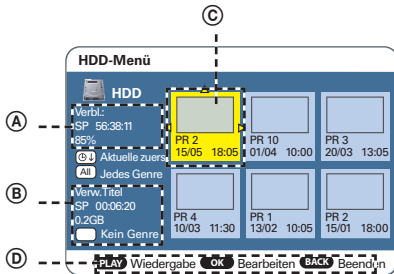 C
HDD-Menü
HDD
A
Verbl.:
SP 56:38:11
85%
Aktuelle zuers
All Jedes Genre
B
Verw.Titel
SP 00:06:20
0.2GB
Kein Genre
PR 2
15/05 18:05
PR 10
01/04 10:00
PR 3
20/03 13:05
PR 4
10/03 11:30
PR 1
13/02 10:05
PR 2
15/01 18:00
D
PLAY Wiedergabe OK Bearbeiten BACK Beenden